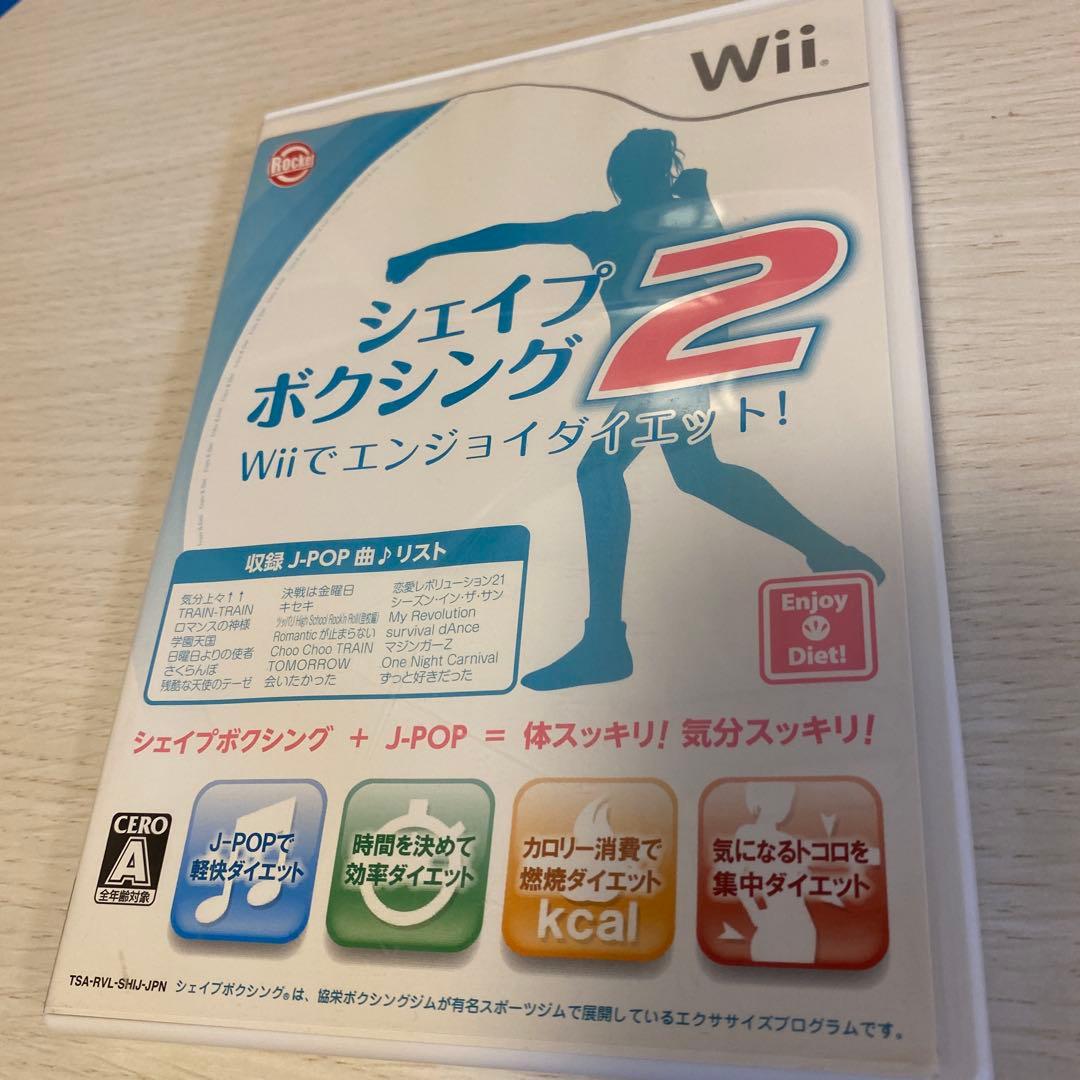 Wii
Rocket
シェイプ
ボクシング2
Wiiでエンジョイダイエット!
収録 J-POP 曲♪リスト
気分上々↑↑
TRAIN-TRAIN
ロマンスの神様
学園天国
日曜日よりの使者
さくらんぼ
残酷な天使のテーゼ
決戦は金曜日
キセキ
ツッパリ High School Rock'n Roll(登校編)
Romanticが止まらない
Choo Choo TRAIN
TOMORROW
会いたかった
恋愛レボリューション21
シーズン・イン・ザ・サン
My Revolution
survival dAnce
マジンガーZ
One Night Carnival
ずっと好きだった
Enjoy
Diet!
シェイプボクシング + J-POP = 体スッキリ! 気分スッキリ!
CERO
A
全年齢対象
J-POPで
軽快ダイエット
時間を決めて
効率ダイエット
カロリー消費で
燃焼ダイエット
kcal
気になるトコロを
集中ダイエット
TSA-RVL-SHIJ-JPN
シェイプボクシング®は、協栄ボクシングジムが有名スポーツジムで展開しているエクササイズプログラムです。